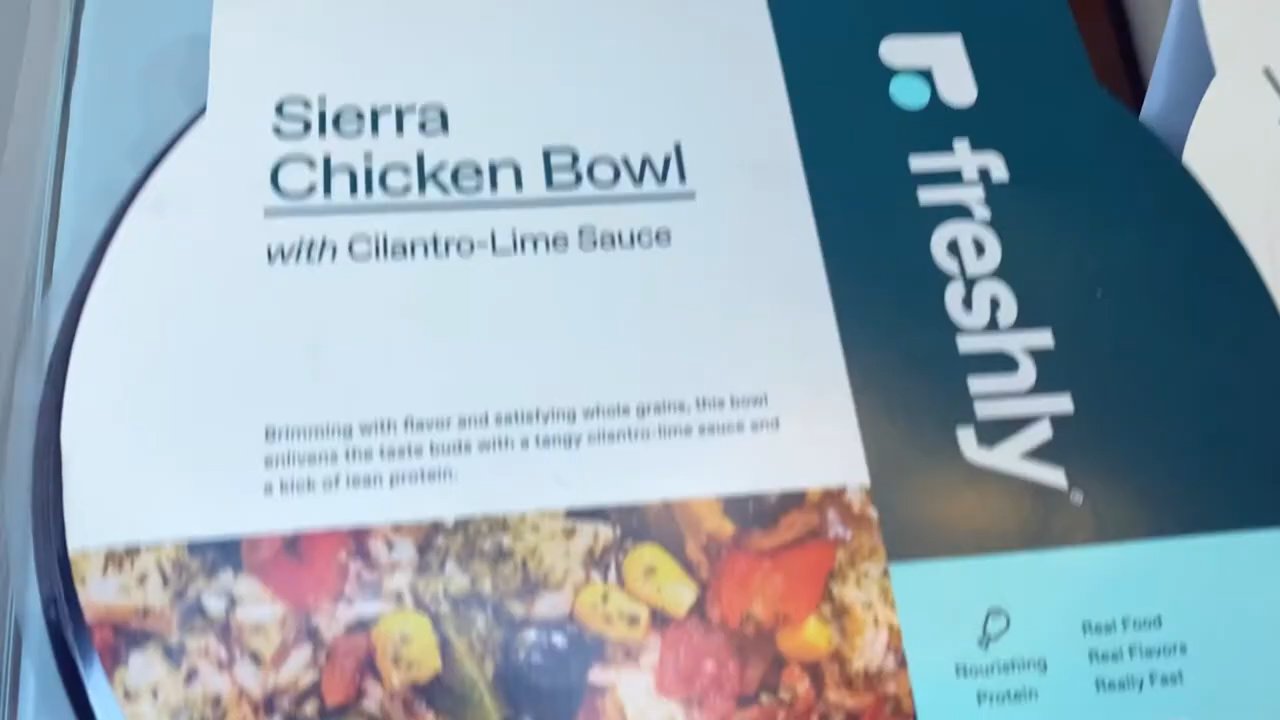 Sierra
Chicken Bowl
with Cilantro-Lime Sauce
Brimming with flavor and satisfying whole grains, this bowl
enlivens the taste buds with a tangy cilantro-lime sauce and
a kick of lean protein.
freshly
Nourishing
Protein
Real Food
Real Flavors
Really Fast